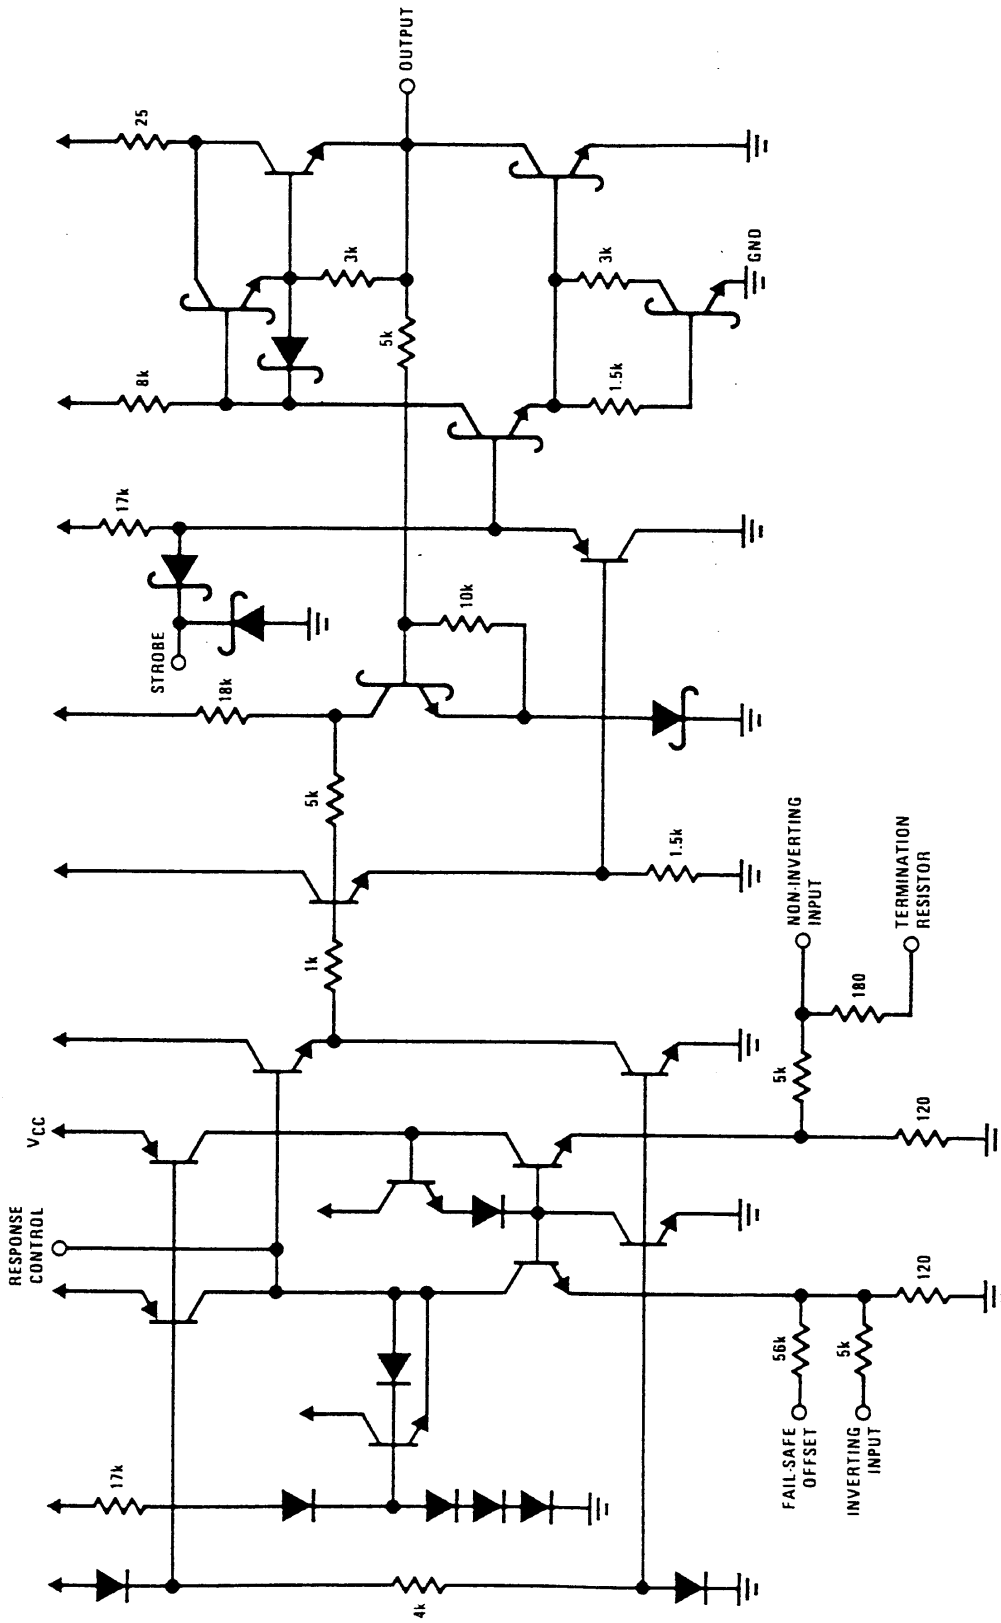 4k
17k
RESPONSE
CONTROL
VCC
FAIL-SAFE
OFFSET
56k
INVERTING
INPUT
5k
120
120
5k
NON-INVERTING
INPUT
180
TERMINATION
RESISTOR
1k
5k
1.5k
18k
STROBE
17k
10k
8k
5k
3k
1.5k
3k
GND
25
OUTPUT